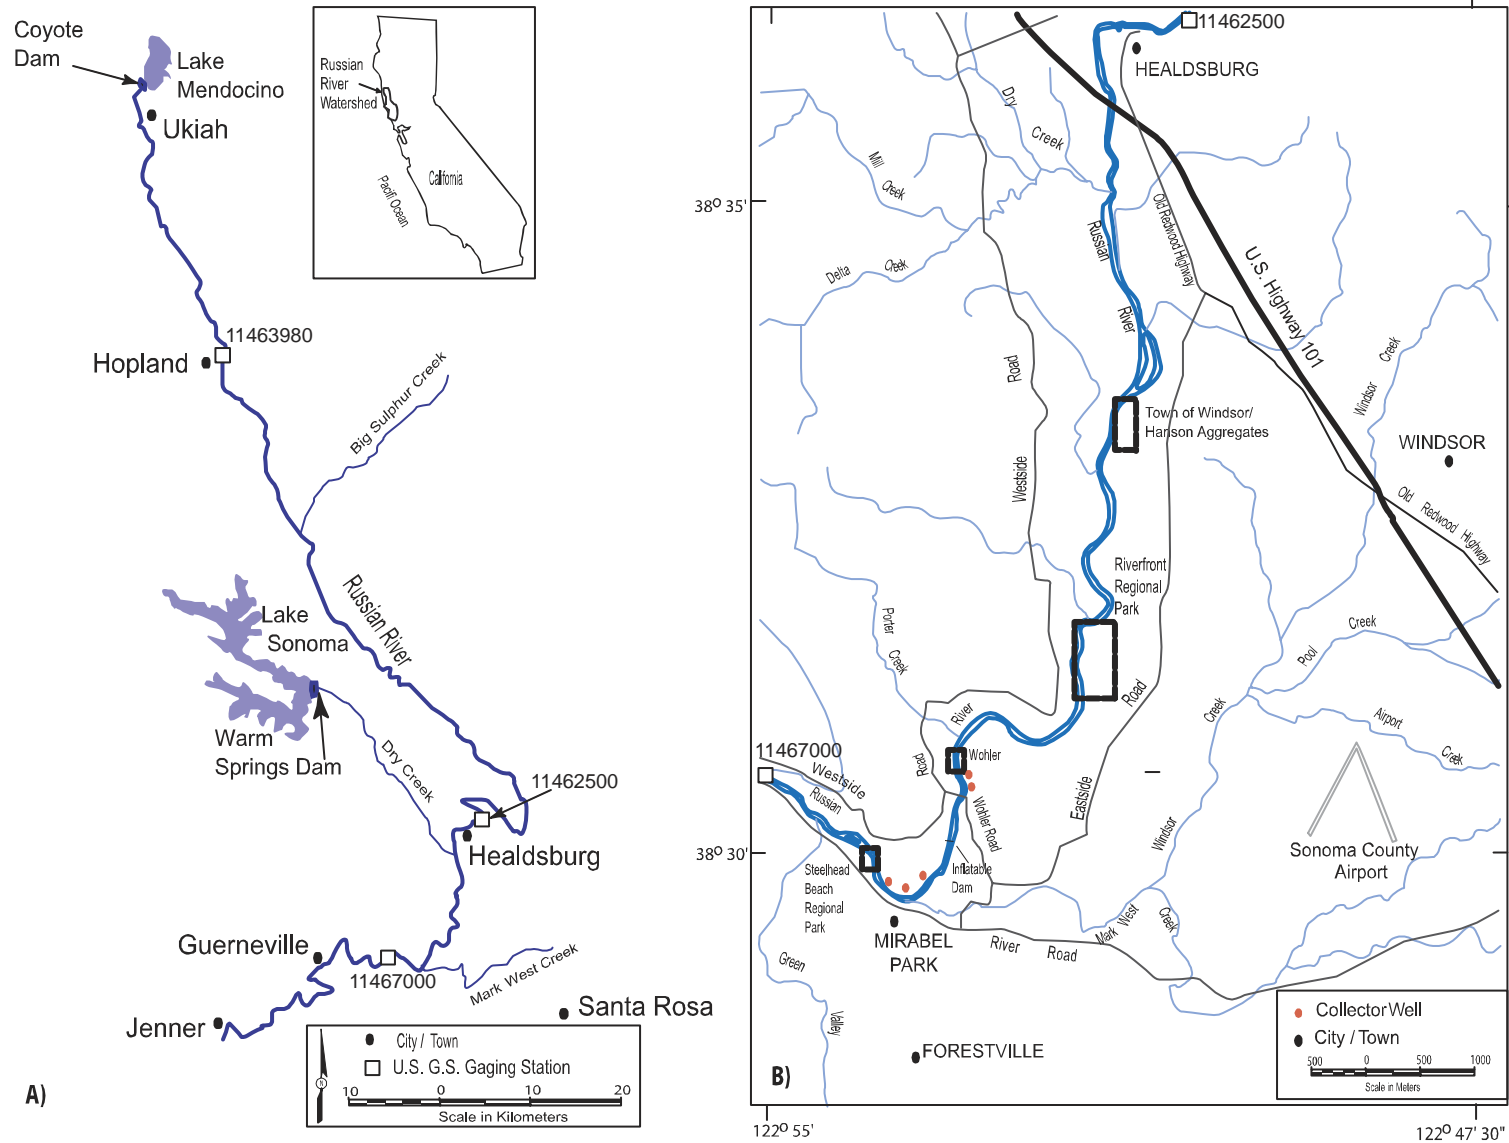 Coyote
Dam
Lake
Mendocino
Ukiah
Russian
River
Watershed
California
Pacific Ocean
11463980
Hopland
Big Sulphur Creek
Russian River
Lake
Sonoma
Warm
Springs Dam
Dry Creek
11462500
Healdsburg
Guerneville
11467000
Mark West Creek
Jenner
Santa Rosa
City / Town
U.S. G.S. Gaging Station
N
10 0 10 20
Scale in Kilometers
A)
11462500
HEALDSBURG
Dry
Creek
Mill
Creek
38º 35'
Old Redwood Highway
Russian
River
Delta Creek
U.S. Highway 101
Road
Westside
Windsor Creek
Town of Windsor/
Hanson Aggregates
WINDSOR
Old Redwood Highway
Riverfront
Regional
Park
Porter
Creek
Creek
Pool
Road
Eastside
River
Road
Wohler
Wohler Road
11467000
Westside
Russian
Creek
Windsor
Airport
Creek
38º 30'
Sonoma County
Airport
Steelhead
Beach
Regional
Park
Inflatable
Dam
MIRABEL
PARK
River Road
Mark West
Creek
Green
Valley
FORESTVILLE
Collector Well
City / Town
500 0 500 1000
Scale in Meters
B)
122º 55'
122º 47' 30"